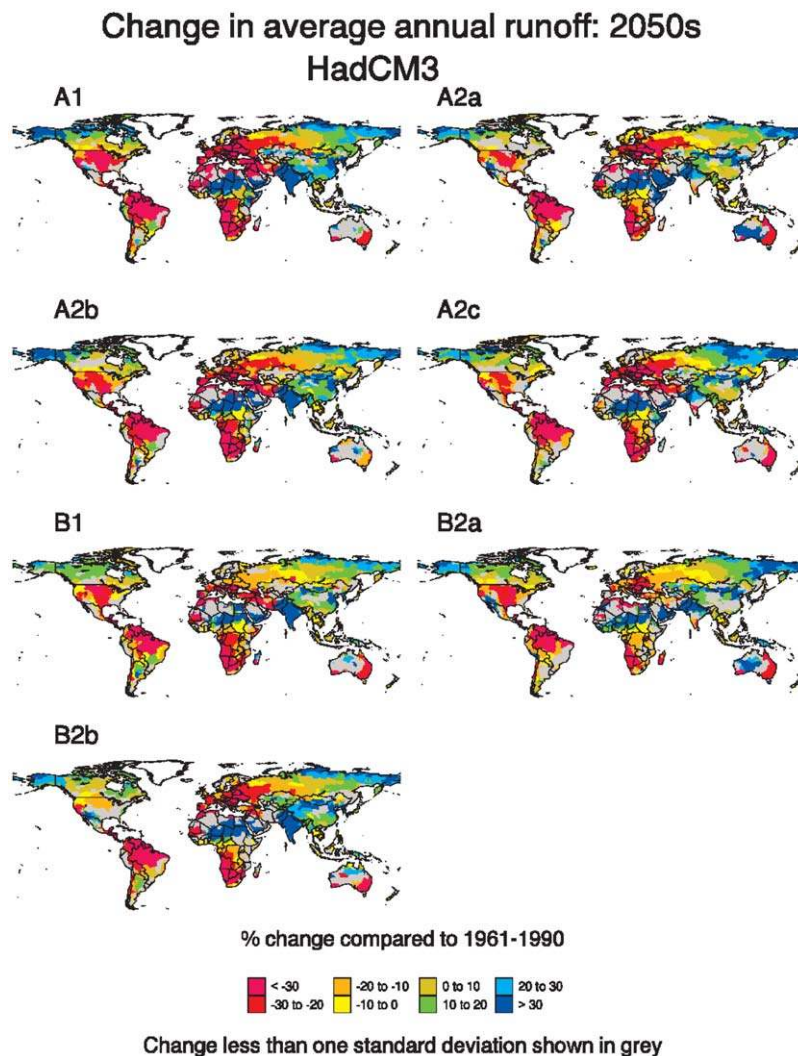 Change in average annual runoff: 2050s
HadCM3
A1
A2a
A2b
A2c
B1
B2a
B2b
% change compared to 1961-1990
< -30
-20 to -10
0 to 10
20 to 30
-30 to -20
-10 to 0
10 to 20
> 30
Change less than one standard deviation shown in grey